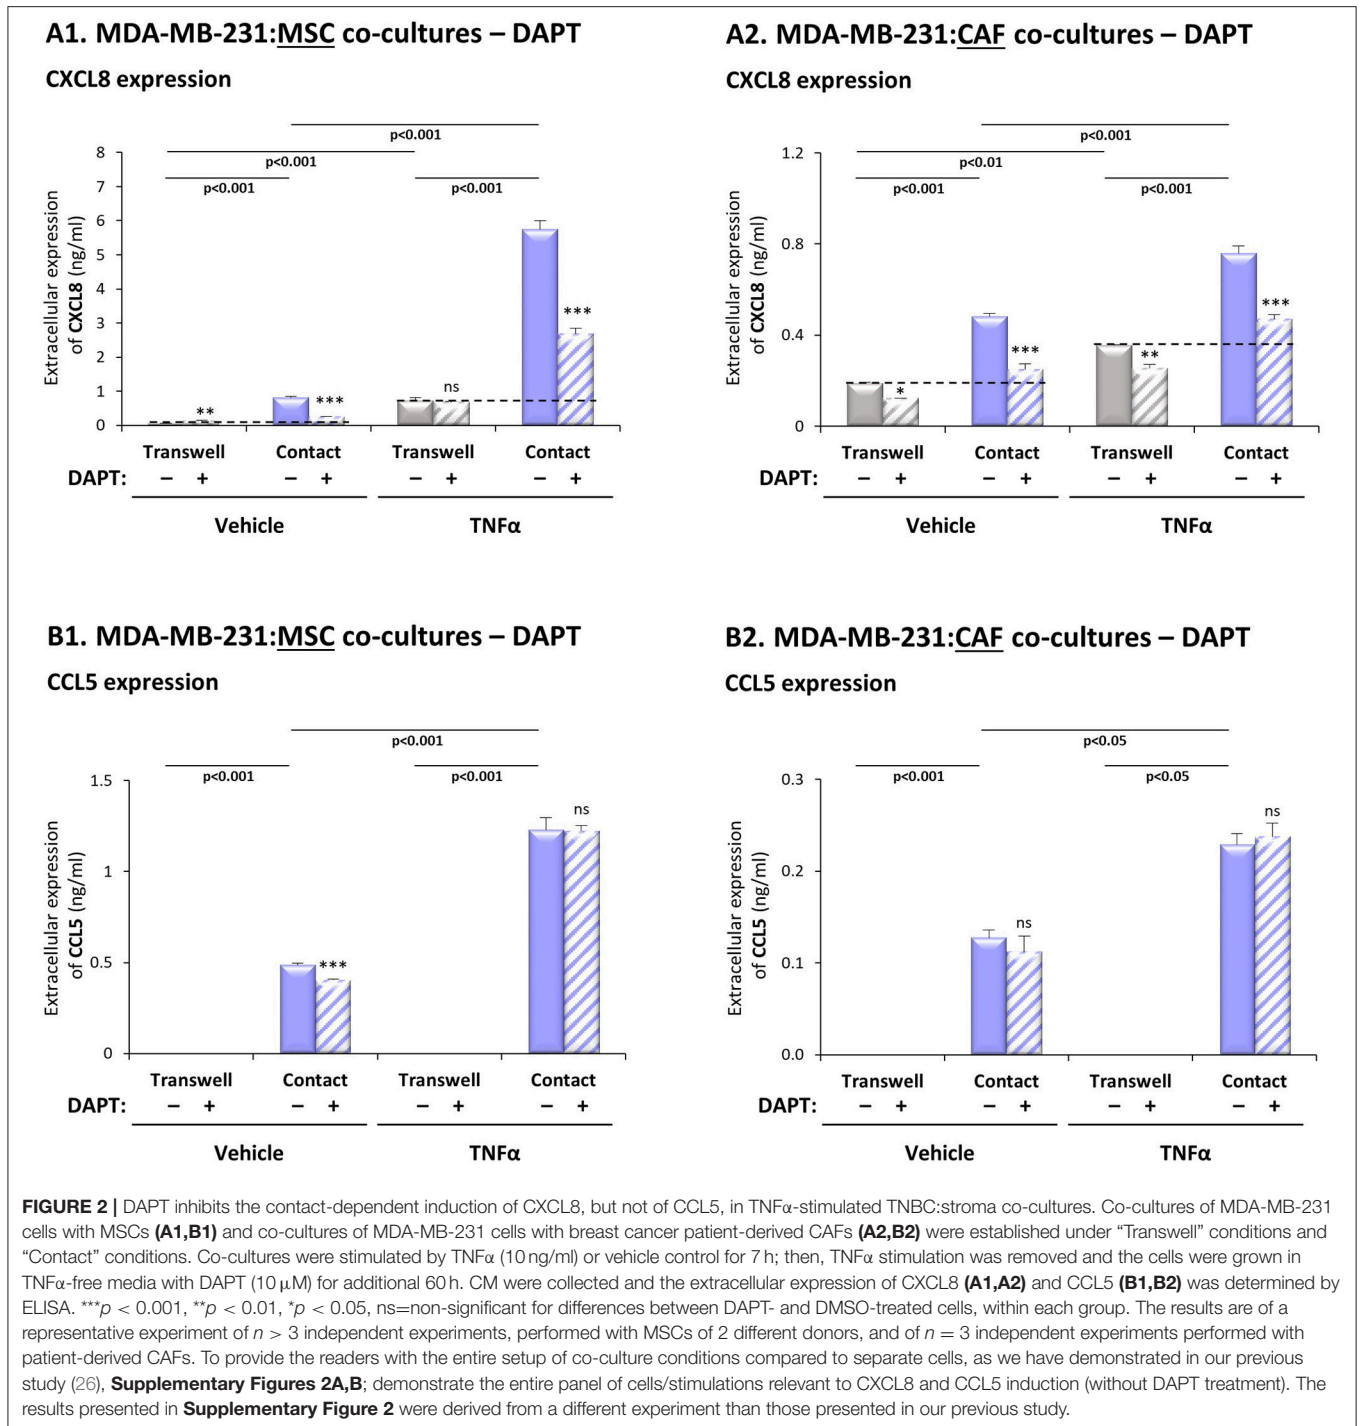 A1. MDA-MB-231:MSC co-cultures – DAPT
CXCL8 expression
p<0.001
p<0.001
p<0.001
p<0.001
Extracellular expression
of CXCL8 (ng/ml)
8
7
6
5
4
3
2
1
0
**
***
ns
***
Transwell Contact Transwell Contact
DAPT: – + – + – + – +
Vehicle TNFα
A2. MDA-MB-231:CAF co-cultures – DAPT
CXCL8 expression
p<0.001
p<0.01
p<0.001
p<0.001
Extracellular expression
of CXCL8 (ng/ml)
1.2
0.8
0.4
0
*
***
**
***
Transwell Contact Transwell Contact
DAPT: – + – + – + – +
Vehicle TNFα
B1. MDA-MB-231:MSC co-cultures – DAPT
CCL5 expression
p<0.001
p<0.001
p<0.001
Extracellular expression
of CCL5 (ng/ml)
1.5
1
0.5
0
***
ns
Transwell Contact Transwell Contact
DAPT: – + – + – + – +
Vehicle TNFα
B2. MDA-MB-231:CAF co-cultures – DAPT
CCL5 expression
p<0.05
p<0.001
p<0.05
Extracellular expression
of CCL5 (ng/ml)
0.3
0.2
0.1
0.0
ns
ns
Transwell Contact Transwell Contact
DAPT: – + – + – + – +
Vehicle TNFα
FIGURE 2 | DAPT inhibits the contact-dependent induction of CXCL8, but not of CCL5, in TNFα-stimulated TNBC:stroma co-cultures. Co-cultures of MDA-MB-231
cells with MSCs (A1,B1) and co-cultures of MDA-MB-231 cells with breast cancer patient-derived CAFs (A2,B2) were established under “Transwell” conditions and
“Contact” conditions. Co-cultures were stimulated by TNFα (10 ng/ml) or vehicle control for 7 h; then, TNFα stimulation was removed and the cells were grown in
TNFα-free media with DAPT (10 μM) for additional 60 h. CM were collected and the extracellular expression of CXCL8 (A1,A2) and CCL5 (B1,B2) was determined by
ELISA. ***p < 0.001, **p < 0.01, *p < 0.05, ns=non-significant for differences between DAPT- and DMSO-treated cells, within each group. The results are of a
representative experiment of n > 3 independent experiments, performed with MSCs of 2 different donors, and of n = 3 independent experiments performed with
patient-derived CAFs. To provide the readers with the entire setup of co-culture conditions compared to separate cells, as we have demonstrated in our previous
study (26), Supplementary Figures 2A,B; demonstrate the entire panel of cells/stimulations relevant to CXCL8 and CCL5 induction (without DAPT treatment). The
results presented in Supplementary Figure 2 were derived from a different experiment than those presented in our previous study.